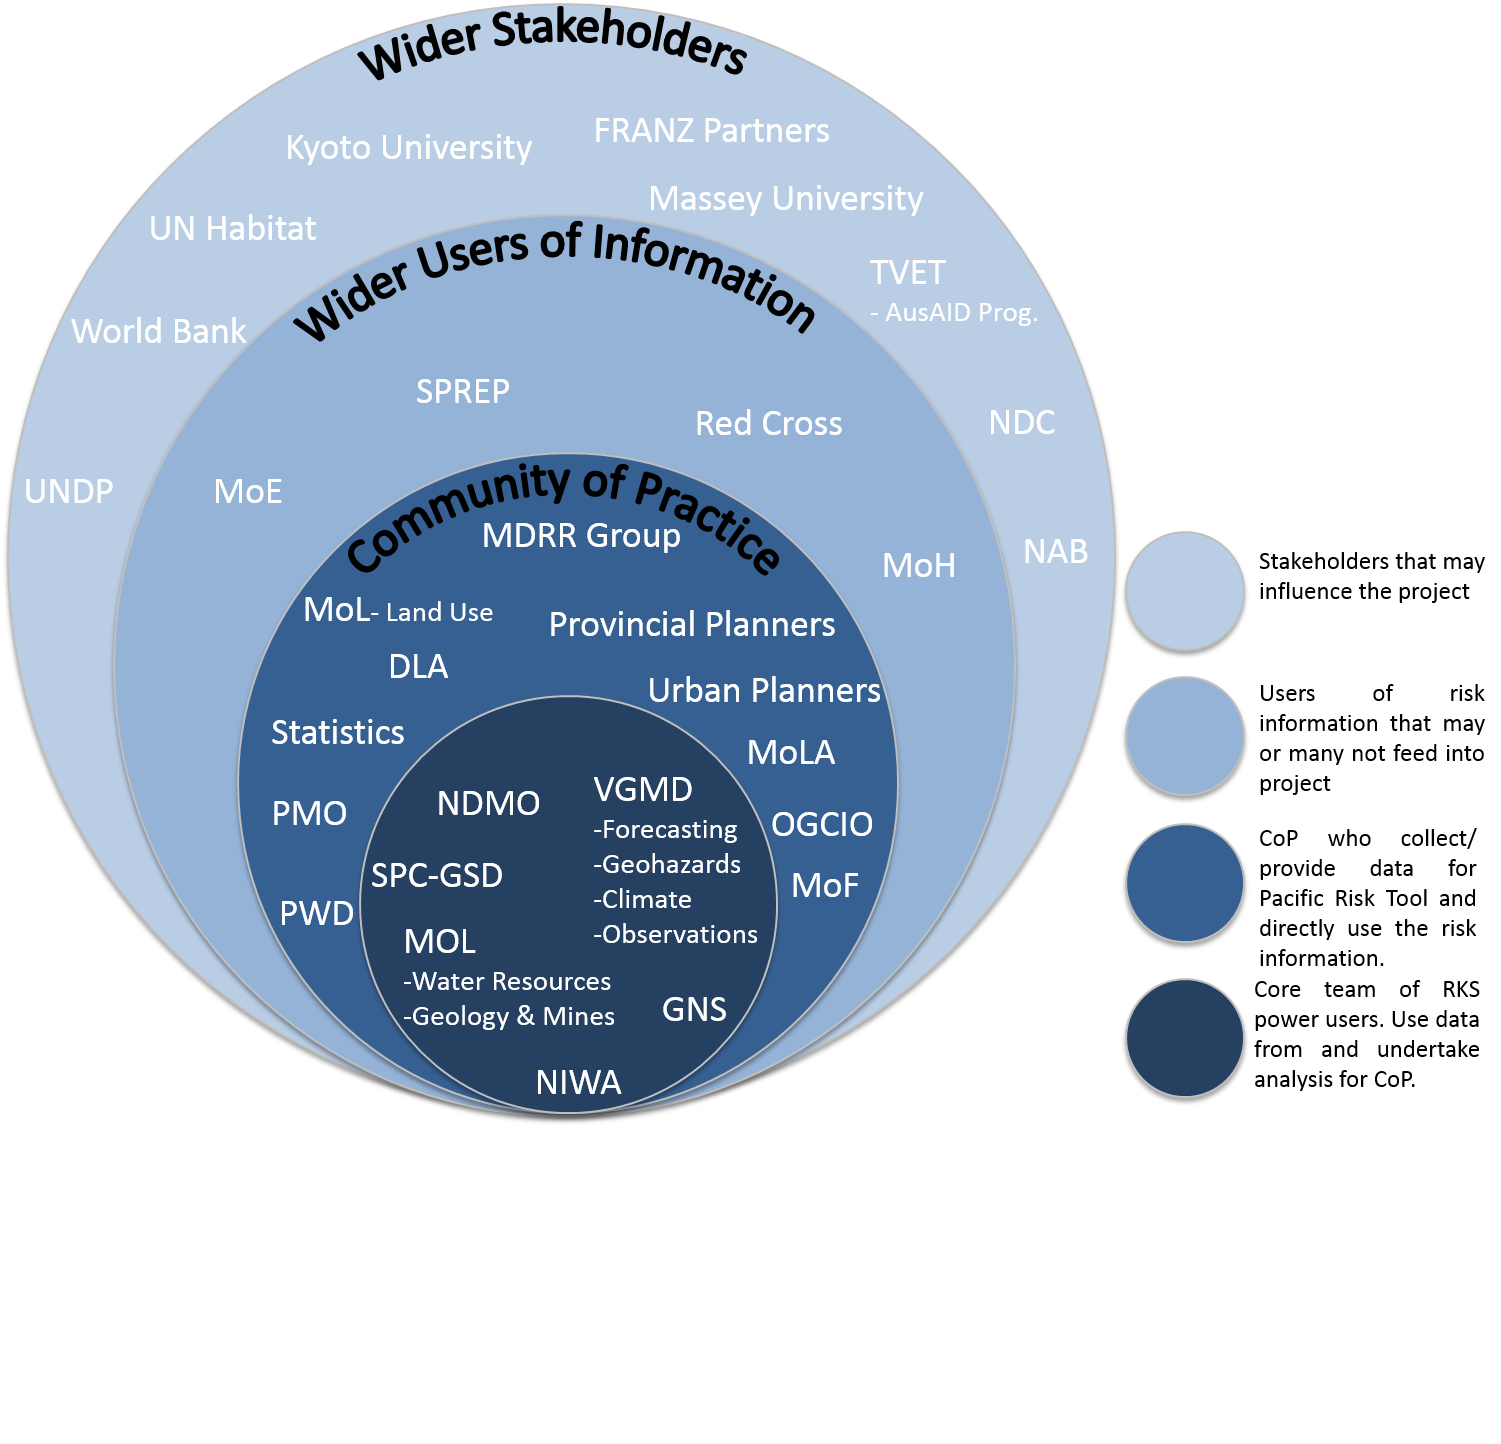 Wider Stakeholders
FRANZ Partners
Kyoto University
Massey University
UN Habitat
TVET
- AusAID Prog.
World Bank
NDC
UNDP
NAB
Wider Users of Information
SPREP
Red Cross
MoE
MoH
Community of Practice
MDRR Group
MoL- Land Use
Provincial Planners
DLA
Urban Planners
Statistics
MoLA
PMO
OGCIO
MoF
PWD
NDMO
VGMD
-Forecasting
-Geohazards
-Climate
-Observations
SPC-GSD
MOL
-Water Resources
-Geology & Mines
GNS
NIWA
Stakeholders that may
influence the project
Users of risk
information that may
or many not feed into
project
CoP who collect/
provide data for
Pacific Risk Tool and
directly use the risk
information.
Core team of RKS
power users. Use data
from and undertake
analysis for CoP.